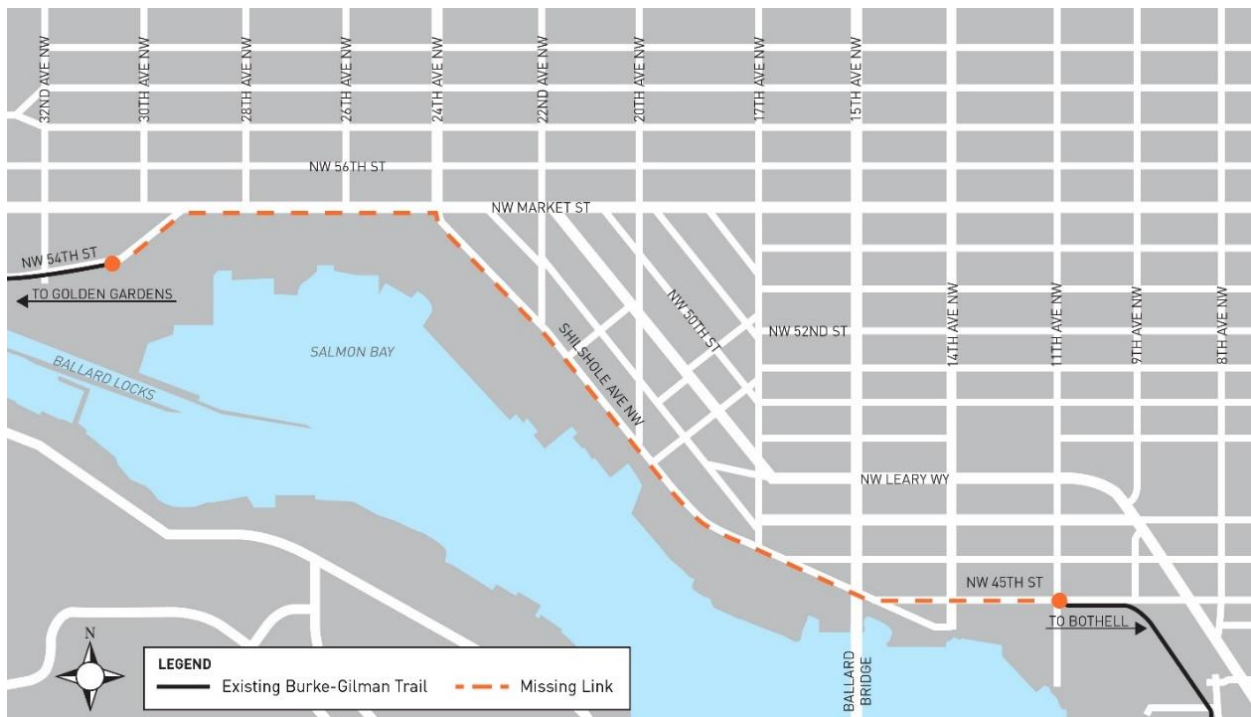 32ND AVE NW
30TH AVE NW
28TH AVE NW
26TH AVE NW
24TH AVE NW
22ND AVE NW
20TH AVE NW
17TH AVE NW
15TH AVE NW
NW 56TH ST
NW MARKET ST
NW 54TH ST
TO GOLDEN GARDENS
SALMON BAY
BALLARD LOCKS
SHILSHOLE AVE NW
NW 50TH ST
NW 52ND ST
14TH AVE NW
11TH AVE NW
9TH AVE NW
8TH AVE NW
NW LEARY WY
NW 45TH ST
TO BOTHELL
BALLARD
BRIDGE
N
LEGEND
Existing Burke-Gilman Trail
Missing Link